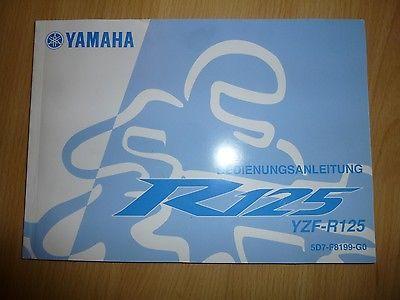 YAMAHA
BEDIENUNGSANLEITUNG
R125
YZF-R125
5D7-F8199-G0